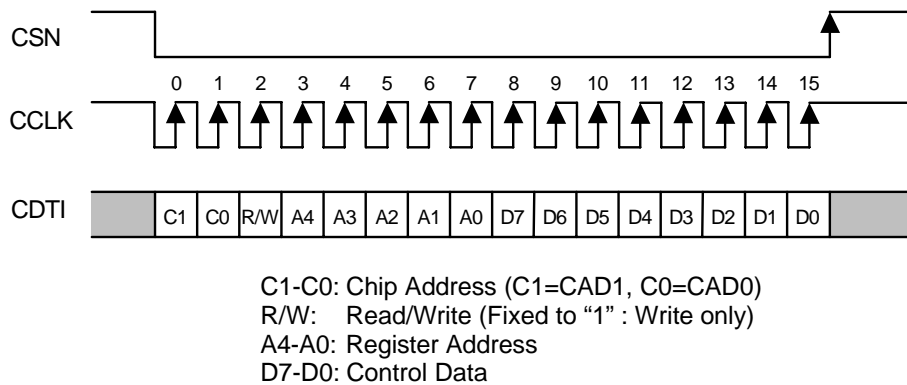 CSN
0 1 2 3 4 5 6 7 8 9 10 11 12 13 14 15
CCLK
CDTI C1 C0 R/W A4 A3 A2 A1 A0 D7 D6 D5 D4 D3 D2 D1 D0
C1-C0: Chip Address (C1=CAD1, C0=CAD0)
R/W: Read/Write (Fixed to “1” : Write only)
A4-A0: Register Address
D7-D0: Control Data